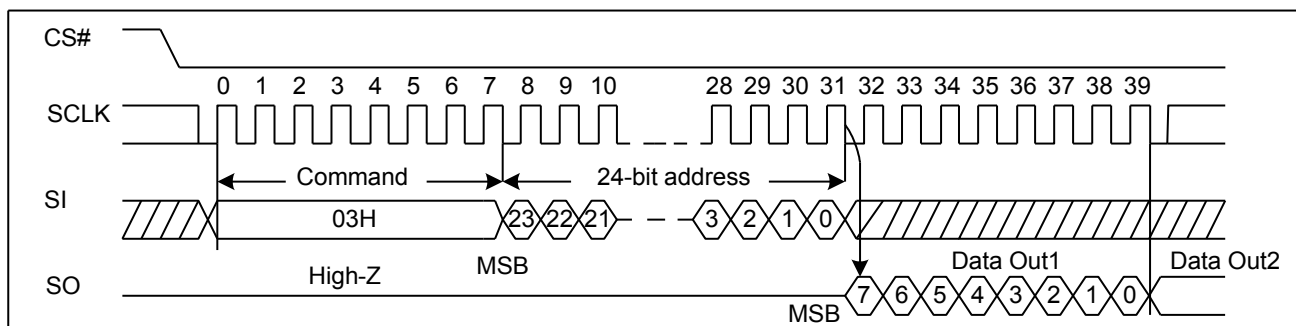 CS#
0 1 2 3 4 5 6 7 8 9 10 28 29 30 31 32 33 34 35 36 37 38 39
SCLK
Command 24-bit address
SI
03H 23 22 21 3 2 1 0
High-Z MSB Data Out1 Data Out2
SO
MSB 7 6 5 4 3 2 1 0